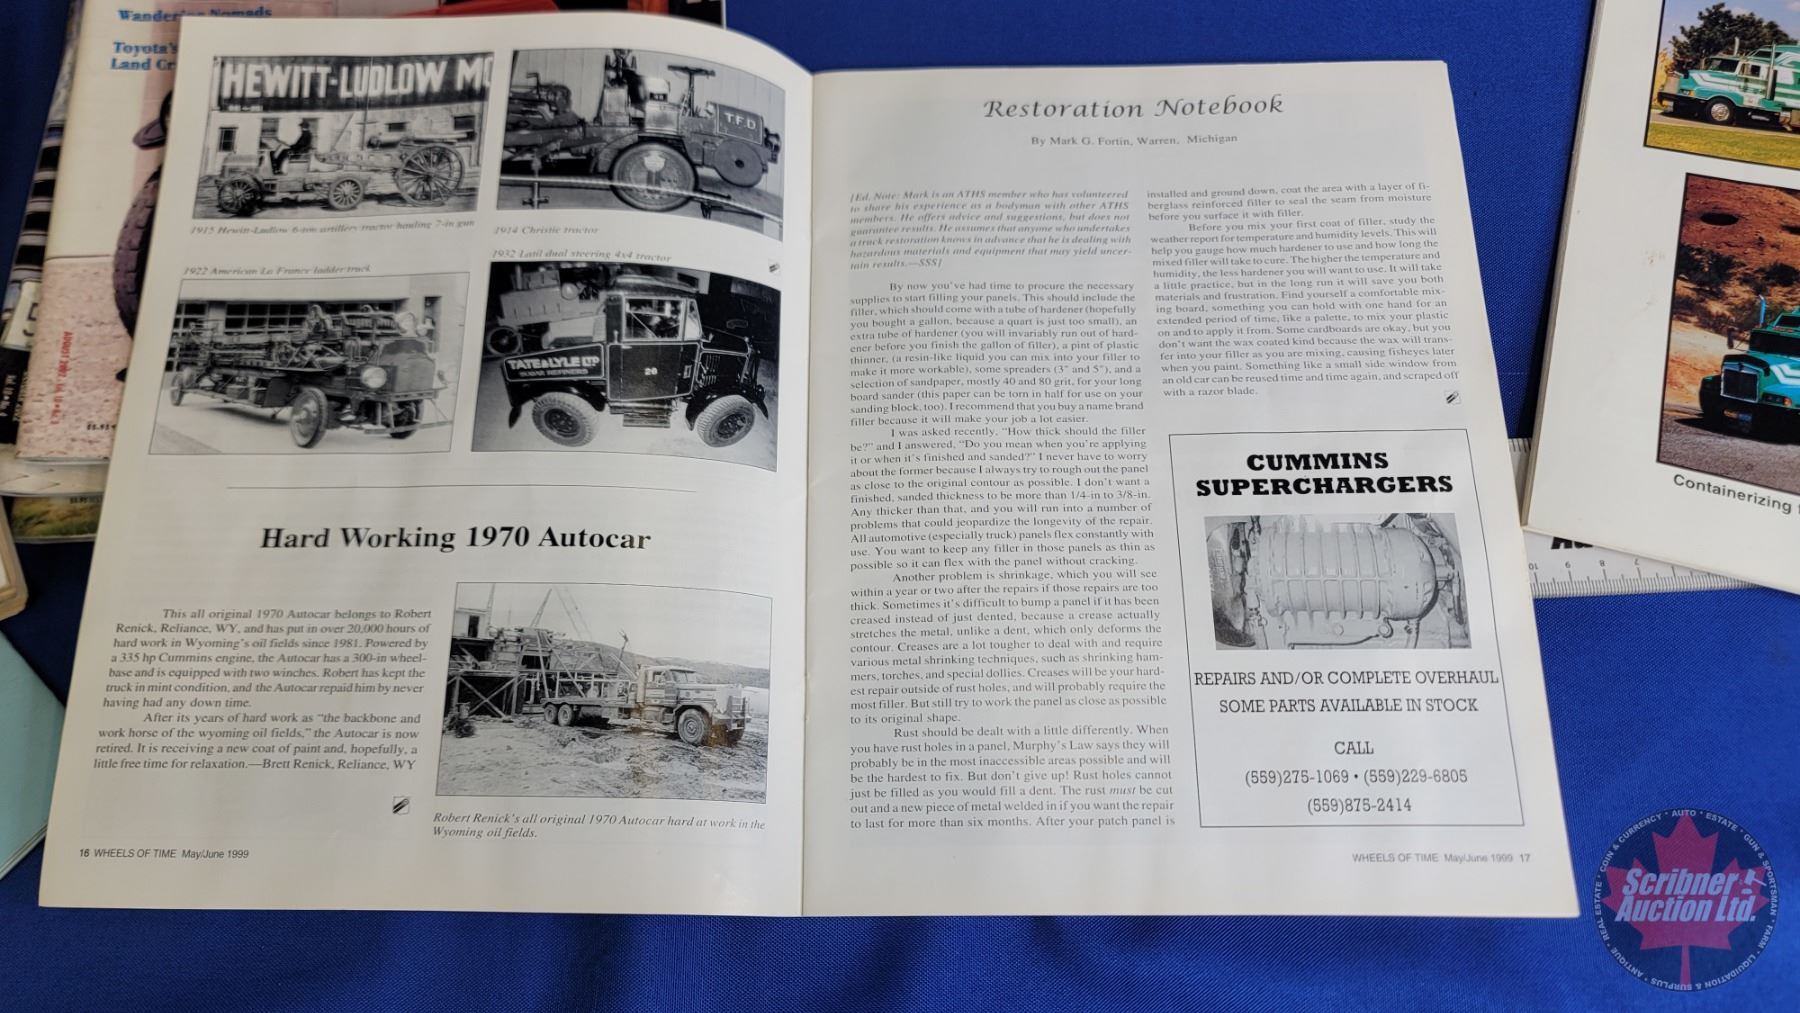 Wandering Nomads
Toyota's
Land Cr
HEWITT-LUDLOW MO
1915 Hewitt-Ludlow 6-ton artillery tractor hauling 7-in gun
T.F.D
1914 Christie tractor
1922 American La France ladder truck
1932 Latil dual steering 4x4 tractor
TATE & LYLE LTD
SUGAR REFINERS
26
Hard Working 1970 Autocar
This all original 1970 Autocar belongs to Robert
Renick, Reliance, WY, and has put in over 20,000 hours of
hard work in Wyoming's oil fields since 1981. Powered by
a 335 hp Cummins engine, the Autocar has a 300-in wheel-
base and is equipped with two winches. Robert has kept the
truck in mint condition, and the Autocar repaid him by never
having had any down time.
After its years of hard work as "the backbone and
work horse of the wyoming oil fields," the Autocar is now
retired. It is receiving a new coat of paint and, hopefully, a
little free time for relaxation.—Brett Renick, Reliance, WY
Robert Renick's all original 1970 Autocar hard at work in the
Wyoming oil fields.
16 WHEELS OF TIME May/June 1999
Restoration Notebook
By Mark G. Fortin, Warren, Michigan
[Ed. Note: Mark is an ATHS member who has volunteered
to share his experience as a bodyman with other ATHS
members. He offers advice and suggestions, but does not
guarantee results. He assumes that anyone who undertakes
a truck restoration knows in advance that he is dealing with
hazardous materials and equipment that may yield uncer-
tain results.—SSS]
By now you've had time to procure the necessary
supplies to start filling your panels. This should include the
filler, which should come with a tube of hardener (hopefully
you bought a gallon, because a quart is just too small), an
extra tube of hardener (you will invariably run out of hard-
ener before you finish the gallon of filler), a pint of plastic
thinner, (a resin-like liquid you can mix into your filler to
make it more workable), some spreaders (3" and 5"), and a
selection of sandpaper, mostly 40 and 80 grit, for your long
board sander (this paper can be torn in half for use on your
sanding block, too). I recommend that you buy a name brand
filler because it will make your job a lot easier.
I was asked recently, "How thick should the filler
be?" and I answered, "Do you mean when you're applying
it or when it's finished and sanded?" I never have to worry
about the former because I always try to rough out the panel
as close to the original contour as possible. I don't want a
finished, sanded thickness to be more than 1/4-in to 3/8-in.
Any thicker than that, and you will run into a number of
problems that could jeopardize the longevity of the repair.
All automotive (especially truck) panels flex constantly with
use. You want to keep any filler in those panels as thin as
possible so it can flex with the panel without cracking.
Another problem is shrinkage, which you will see
within a year or two after the repairs if those repairs are too
thick. Sometimes it's difficult to bump a panel if it has been
creased instead of just dented, because a crease actually
stretches the metal, unlike a dent, which only deforms the
contour. Creases are a lot tougher to deal with and require
various metal shrinking techniques, such as shrinking ham-
mers, torches, and special dollies. Creases will be your hard-
est repair outside of rust holes, and will probably require the
most filler. But still try to work the panel as close as possible
to its original shape.
Rust should be dealt with a little differently. When
you have rust holes in a panel, Murphy's Law says they will
probably be in the most inaccessible areas possible and will
be the hardest to fix. But don't give up! Rust holes cannot
just be filled as you would fill a dent. The rust must be cut
out and a new piece of metal welded in if you want the repair
to last for more than six months. After your patch panel is
installed and ground down, coat the area with a layer of fi-
berglass reinforced filler to seal the seam from moisture
before you surface it with filler.
Before you mix your first coat of filler, study the
weather report for temperature and humidity levels. This will
help you gauge how much hardener to use and how long the
mixed filler will take to cure. The higher the temperature and
humidity, the less hardener you will want to use. It will take
a little practice, but in the long run it will save you both
materials and frustration. Find yourself a comfortable mix-
ing board, something you can hold with one hand for an
extended period of time, like a palette, to mix your plastic
on and to apply it from. Some cardboards are okay, but you
don't want the wax coated kind because the wax will trans-
fer into your filler as you are mixing, causing fisheyes later
when you paint. Something like a small side window from
an old car can be reused time and time again, and scraped off
with a razor blade.
CUMMINS
SUPERCHARGERS
REPAIRS AND/OR COMPLETE OVERHAUL
SOME PARTS AVAILABLE IN STOCK
CALL
(559)275-1069 • (559)229-6805
(559)875-2414
WHEELS OF TIME May/June 1999 17
Containerizing
10 9 8 7
Scribner
Auction Ltd.
COIN & CURRENCY • AUTO • ESTATE • GUN & SPORTSMAN • FARM • LIQUIDATION & SURPLUS • ANTIQUE • REAL ESTATE